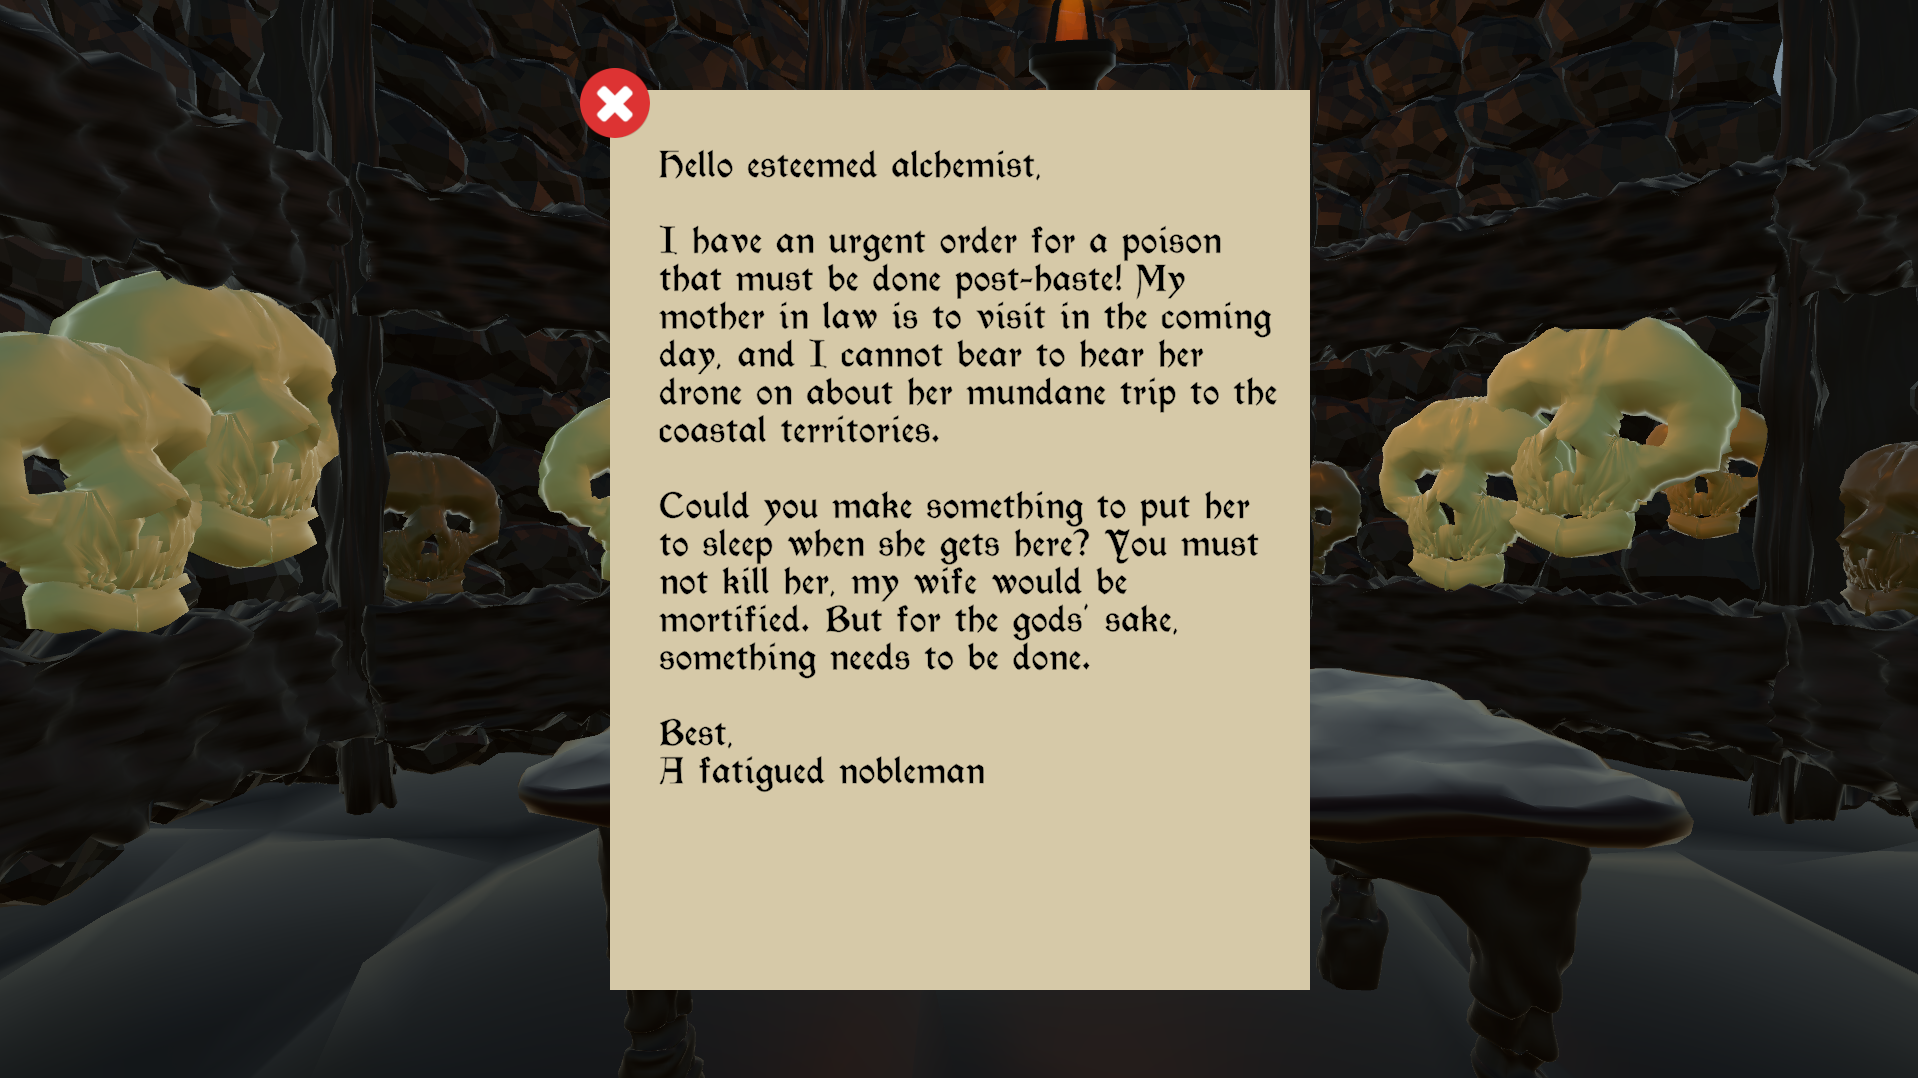 Hello esteemed alchemist,
I have an urgent order for a poison
that must be done post-haste! My
mother in law is to visit in the coming
day, and I cannot bear to hear her
drone on about her mundane trip to the
coastal territories.
Could you make something to put her
to sleep when she gets here? You must
not kill her, my wife would be
mortified. But for the gods' sake,
something needs to be done.
Best,
A fatigued nobleman